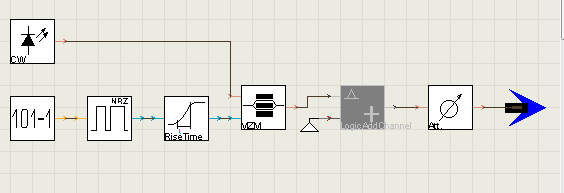 CW
101-1
NRZ
RiseTime
MZM
LogicAddChannel
Att.